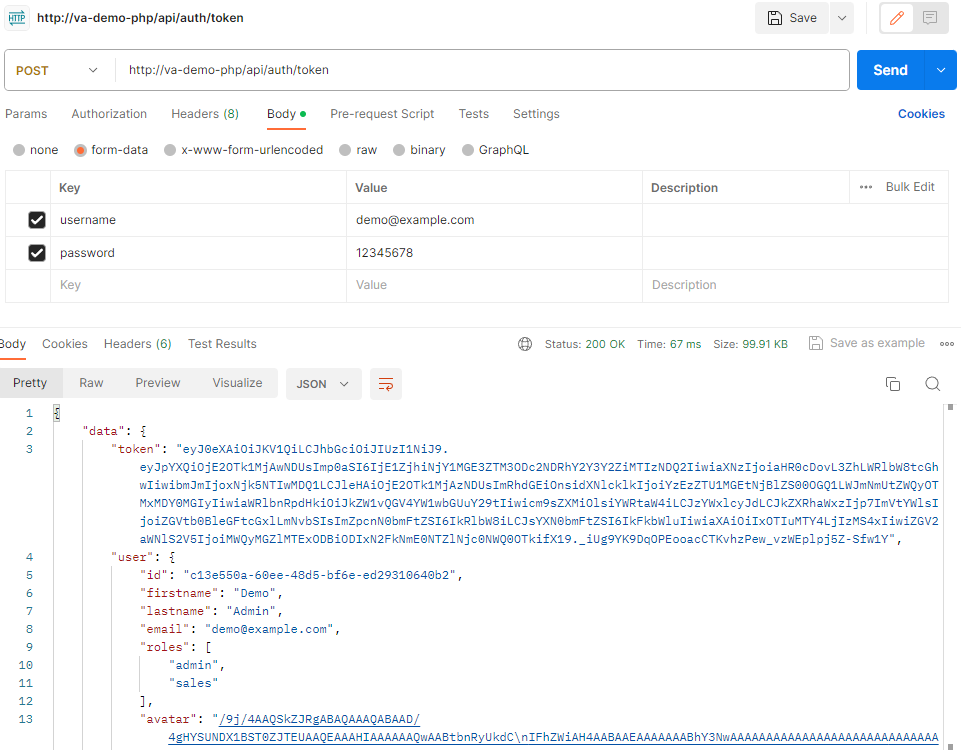 HTTP http://va-demo-php/api/auth/token Save
POST http://va-demo-php/api/auth/token Send
Params Authorization Headers (8) Body Pre-request Script Tests Settings Cookies
none form-data x-www-form-urlencoded raw binary GraphQL
Key Value Description ••• Bulk Edit
username demo@example.com
password 12345678
Key Value Description
Body Cookies Headers (6) Test Results Status: 200 OK Time: 67 ms Size: 99.91 KB Save as example
Pretty Raw Preview Visualize JSON
1 {
2 "data": {
3 "token": "eyJ0eXAiOiJKV1QiLCJhbGciOiJIUzI1NiJ9.
eyJpYXQiOjE2OTk1MjAwNDUsImp0aSI6IjE1ZjhiNjY1MGE3ZTM3ODc2NDRhY2Y3Y2ZiMTIzNDQ2IiwiaXNzIjoiaHR0cDovL3ZhLWRlbW8tcGh
wIiwibmJmIjoxNjk5NTIwMDQ1LCJleHAiOjE2OTk1MjAzNDUsImRhdGEiOnsidXNlcklkIjoiYzEzZTU1MGEtNjBlZS00OGQ1LWJmNmUtZWQyOT
MxMDY0MGIyIiwiaWRlbnRpdHkiOiJkZW1vQGV4YW1wbGUuY29tIiwicm9sZXMiOlsiYWRtaW4iLCJzYWxlcyJdLCJkZXRhaWxzIjp7ImVtYWlsI
joiZGVtb0BleGFtcGxlLmNvbSIsImZpcnN0bmFtZSI6IkRlbW8iLCJsYXN0bmFtZSI6IkFkbWluIiwiaXAiOiIxOTIuMTY4LjIzMS4xIiwiZGV2
aWNlS2V5IjoiMWQyMGZlMTExODBiODIxN2FkNmE0NTZlNjc0NWQ0OTkifX19._iUg9YK9DqOPEooacCTKvhzPew_vzWEplpj5Z-Sfw1Y",
4 "user": {
5 "id": "c13e550a-60ee-48d5-bf6e-ed29310640b2",
6 "firstname": "Demo",
7 "lastname": "Admin",
8 "email": "demo@example.com",
9 "roles": [
10 "admin",
11 "sales"
12 ],
13 "avatar": "/9j/4AAQSkZJRgABAQAAAQABAAD/
4gHYSUNDX1BST0ZJTEUAAQEAAAHIAAAAAAQwAABtbnRyUkdC\nIFhZWiAH4AABAAEAAAAAAABhY3NwAAAAAAAAAAAAAAAAAAAAAAAAAAAA